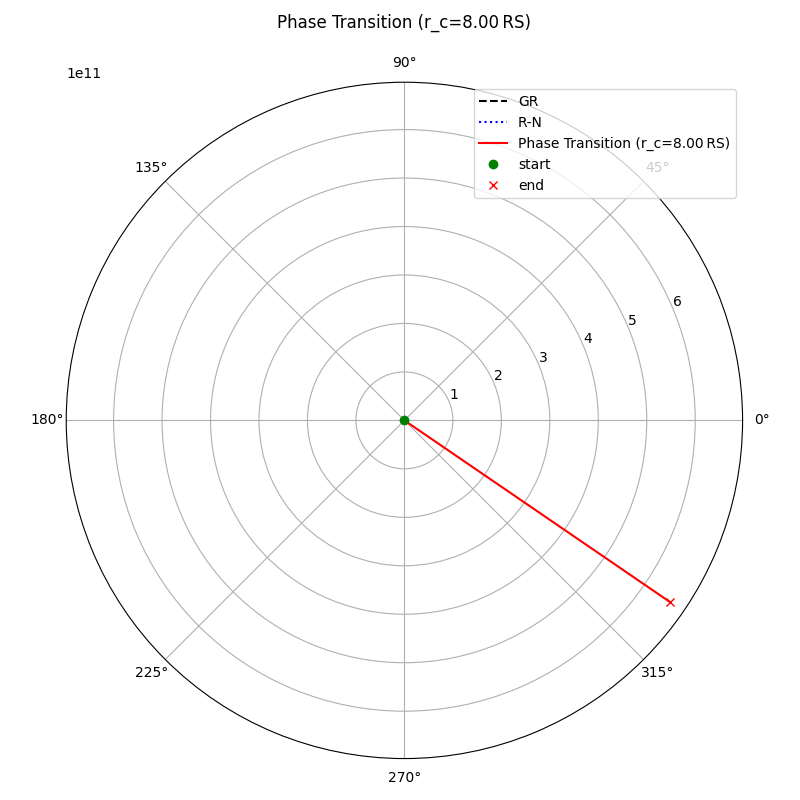 Phase Transition (r_c=8.00 RS)
1e11
90°
GR
R-N
Phase Transition (r_c=8.00 RS)
start
end
135°
45°
6
5
4
3
2
1
180°
0°
225°
315°
270°